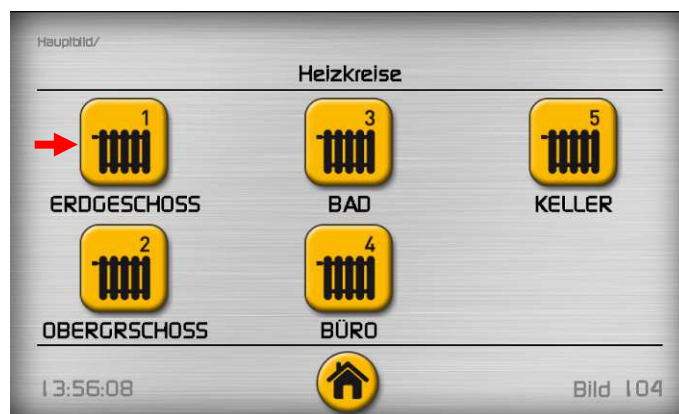 Hauptbild/
Heizkreise
1 3 5
ERDGESCHOSS BAD KELLER
2 4
OBERGRSCHOSS BÜRO
13:56:08 Bild 104